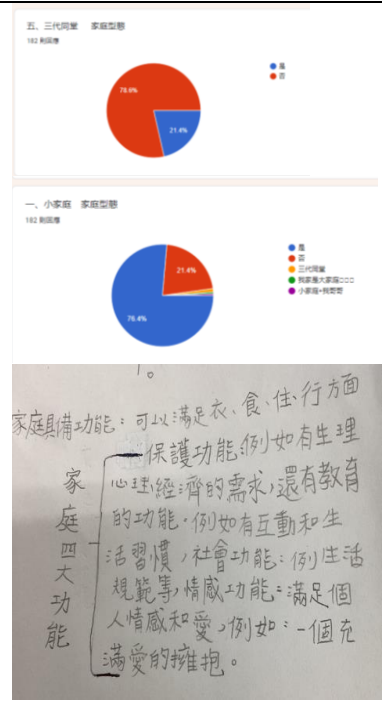 五、三代同堂 家庭型態
182 則回應
是
否
78.6%
21.4%
一、小家庭 家庭型態
182 則回應
是
否
三代同堂
我家是大家庭□□□
小家庭+我哥哥
21.4%
76.4%
家庭具備功能：可以滿足衣、食、住、行方面
家庭四大功能
保護功能：例如有生理
心理經濟的需求，還有教育
的功能，例如有互動和生
活習慣，社會功能：例生活
規範等，情感功能：滿足個
人情感和愛，例如：一個充
滿愛的擁抱。